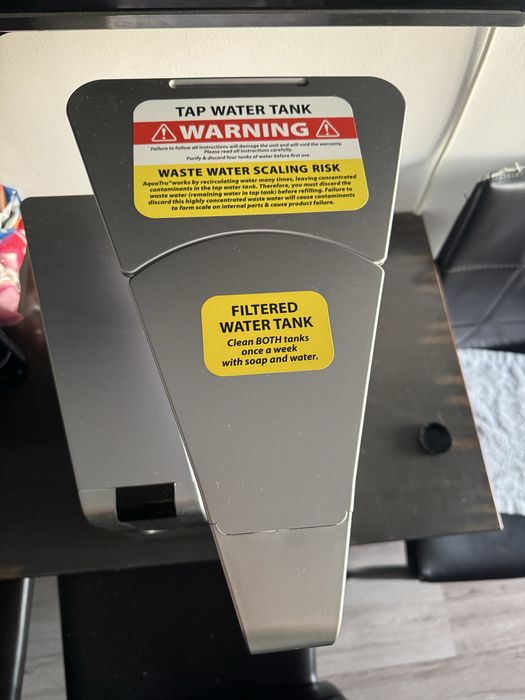 TAP WATER TANK
WARNING
Failure to follow all instructions will damage the unit and will void the warranty.
Please read all instructions carefully.
Purify & discard four tanks of water before first use.
WASTE WATER SCALING RISK
AquaTru™ works by recirculating water many times, leaving concentrated
contaminants in the tap water tank. Therefore, you must discard the
waste water (remaining water in tap tank) before refilling. Failure to
discard this highly concentrated waste water will cause contaminants
to form scale on internal parts & cause product failure.
FILTERED
WATER TANK
Clean BOTH tanks
once a week
with soap and water.